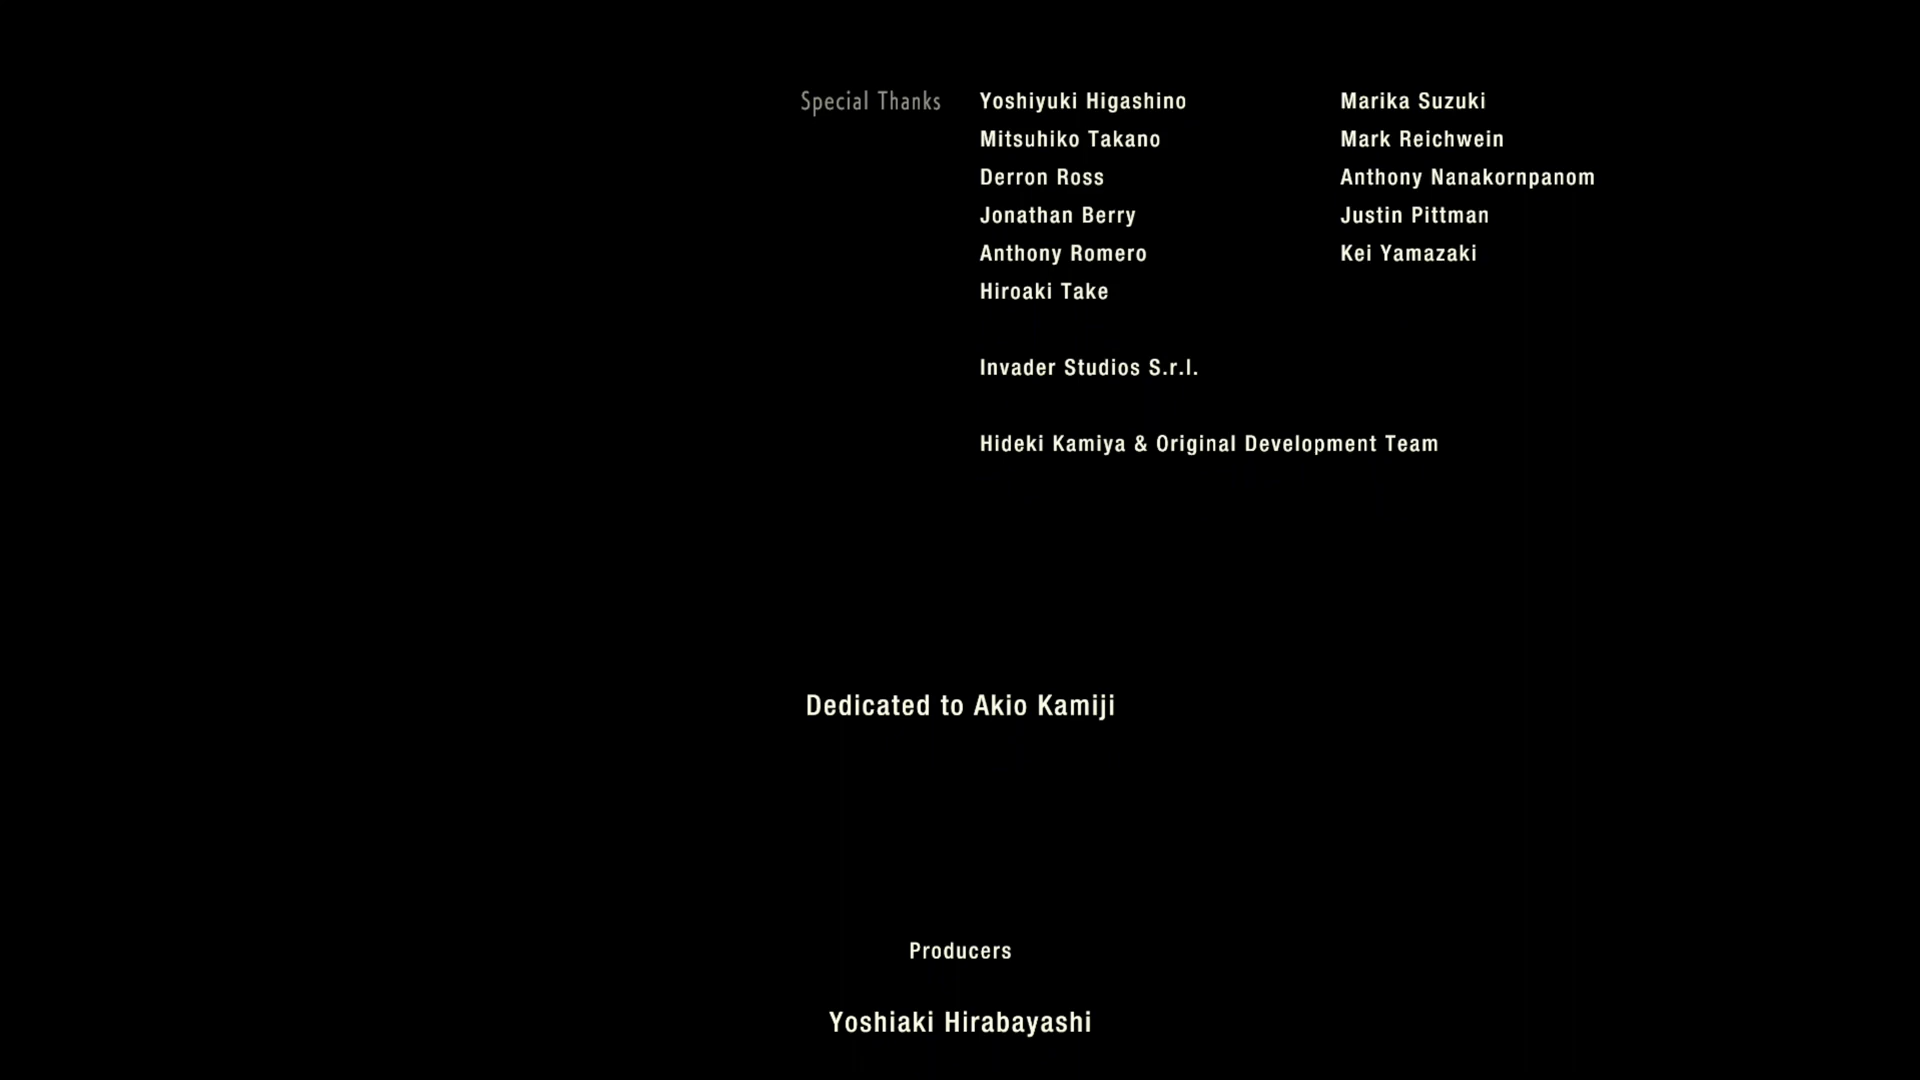 Special Thanks Yoshiyuki Higashino Marika Suzuki
Mitsuhiko Takano Mark Reichwein
Derron Ross Anthony Nanakornpanom
Jonathan Berry Justin Pittman
Anthony Romero Kei Yamazaki
Hiroaki Take
Invader Studios S.r.l.
Hideki Kamiya & Original Development Team
Dedicated to Akio Kamiji
Producers
Yoshiaki Hirabayashi